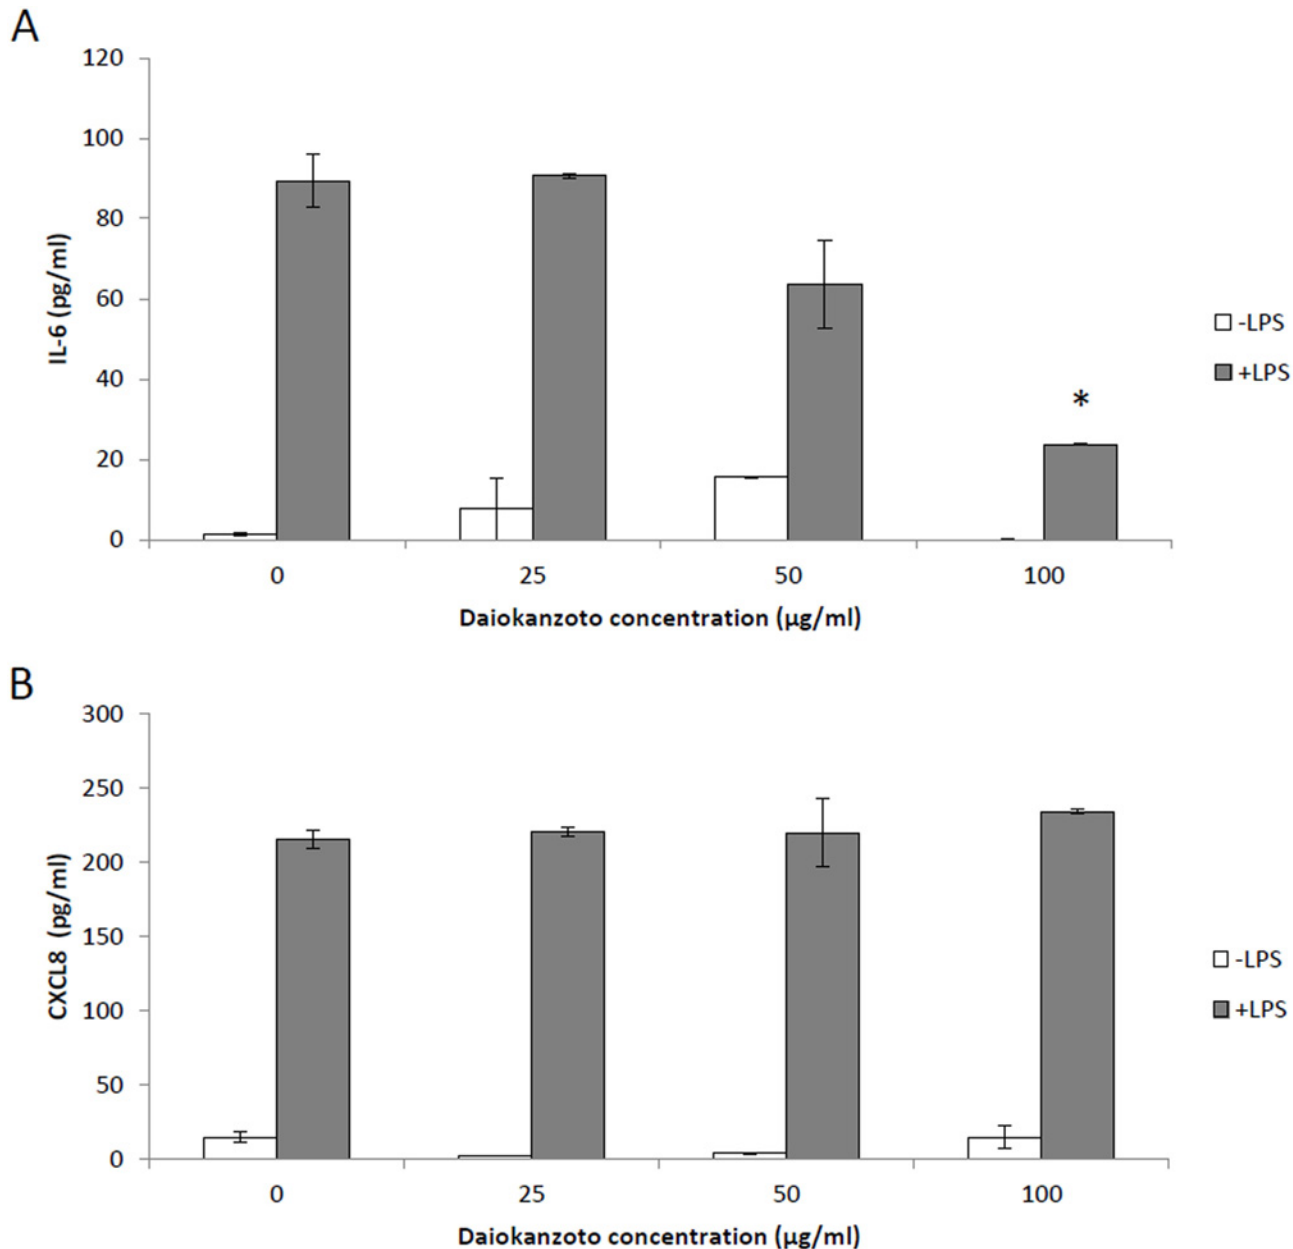 A
120
100
80
60
40
20
0
IL-6 (pg/ml)
-LPS
+LPS
*
0 25 50 100
Daiokanzoto concentration (µg/ml)
B
300
250
200
150
100
50
0
CXCL8 (pg/ml)
-LPS
+LPS
0 25 50 100
Daiokanzoto concentration (µg/ml)